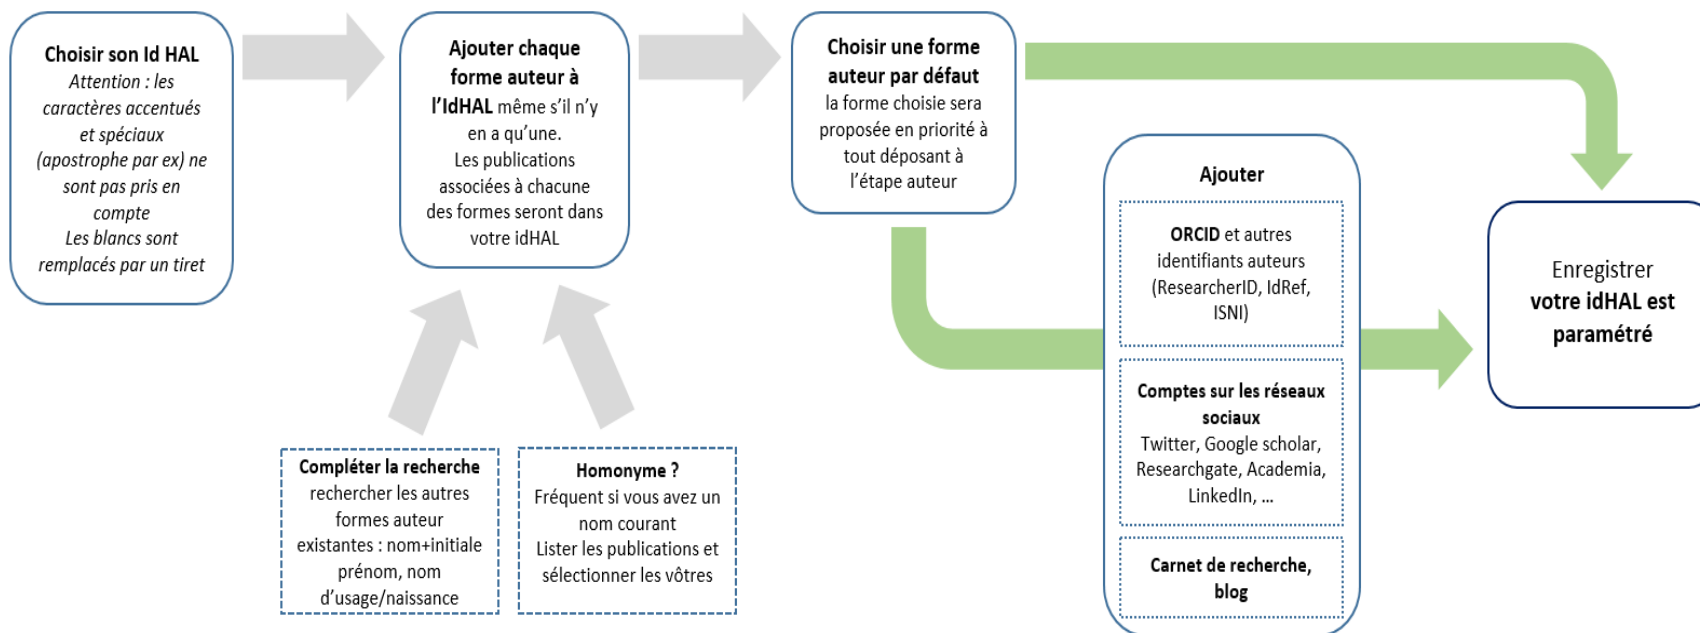 Choisir son Id HAL
Attention : les
caractères accentués
et spéciaux
(apostrophe par ex) ne
sont pas pris en
compte
Les blancs sont
remplacés par un tiret
Ajouter chaque
forme auteur à
l’IdHAL même s’il n’y
en a qu’une.
Les publications
associées à chacune
des formes seront dans
votre idHAL
Compléter la recherche
rechercher les autres
formes auteur
existantes : nom+initiale
prénom, nom
d’usage/naissance
Homonyme ?
Fréquent si vous avez un
nom courant
Lister les publications et
sélectionner les vôtres
Choisir une forme
auteur par défaut
la forme choisie sera
proposée en priorité à
tout déposant à
l’étape auteur
Ajouter
ORCID et autres
identifiants auteurs
(ResearcherID, IdRef,
ISNI)
Comptes sur les réseaux
sociaux
Twitter, Google scholar,
Researchgate, Academia,
LinkedIn, ...
Carnet de recherche,
blog
Enregistrer
votre idHAL est
paramétré